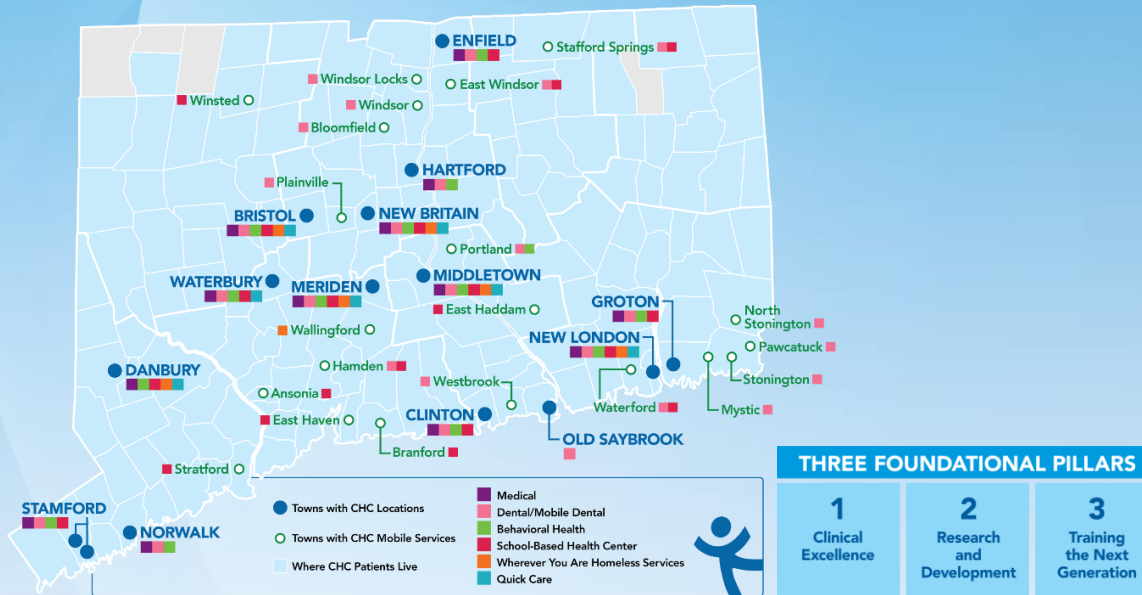 ENFIELD
Stafford Springs
Windsor Locks
East Windsor
Winsted
Windsor
Bloomfield
HARTFORD
Plainville
BRISTOL
NEW BRITAIN
Portland
WATERBURY
MERIDEN
MIDDLETOWN
East Haddam
GROTON
North
Stonington
Wallingford
NEW LONDON
Pawcatuck
Hamden
DANBURY
Westbrook
Stonington
Ansonia
Waterford
Mystic
East Haven
CLINTON
Branford
OLD SAYBROOK
Stratford
STAMFORD
NORWALK
Towns with CHC Locations
Towns with CHC Mobile Services
Where CHC Patients Live
Medical
Dental/Mobile Dental
Behavioral Health
School-Based Health Center
Wherever You Are Homeless Services
Quick Care
THREE FOUNDATIONAL PILLARS
1
Clinical
Excellence
2
Research
and
Development
3
Training
the Next
Generation